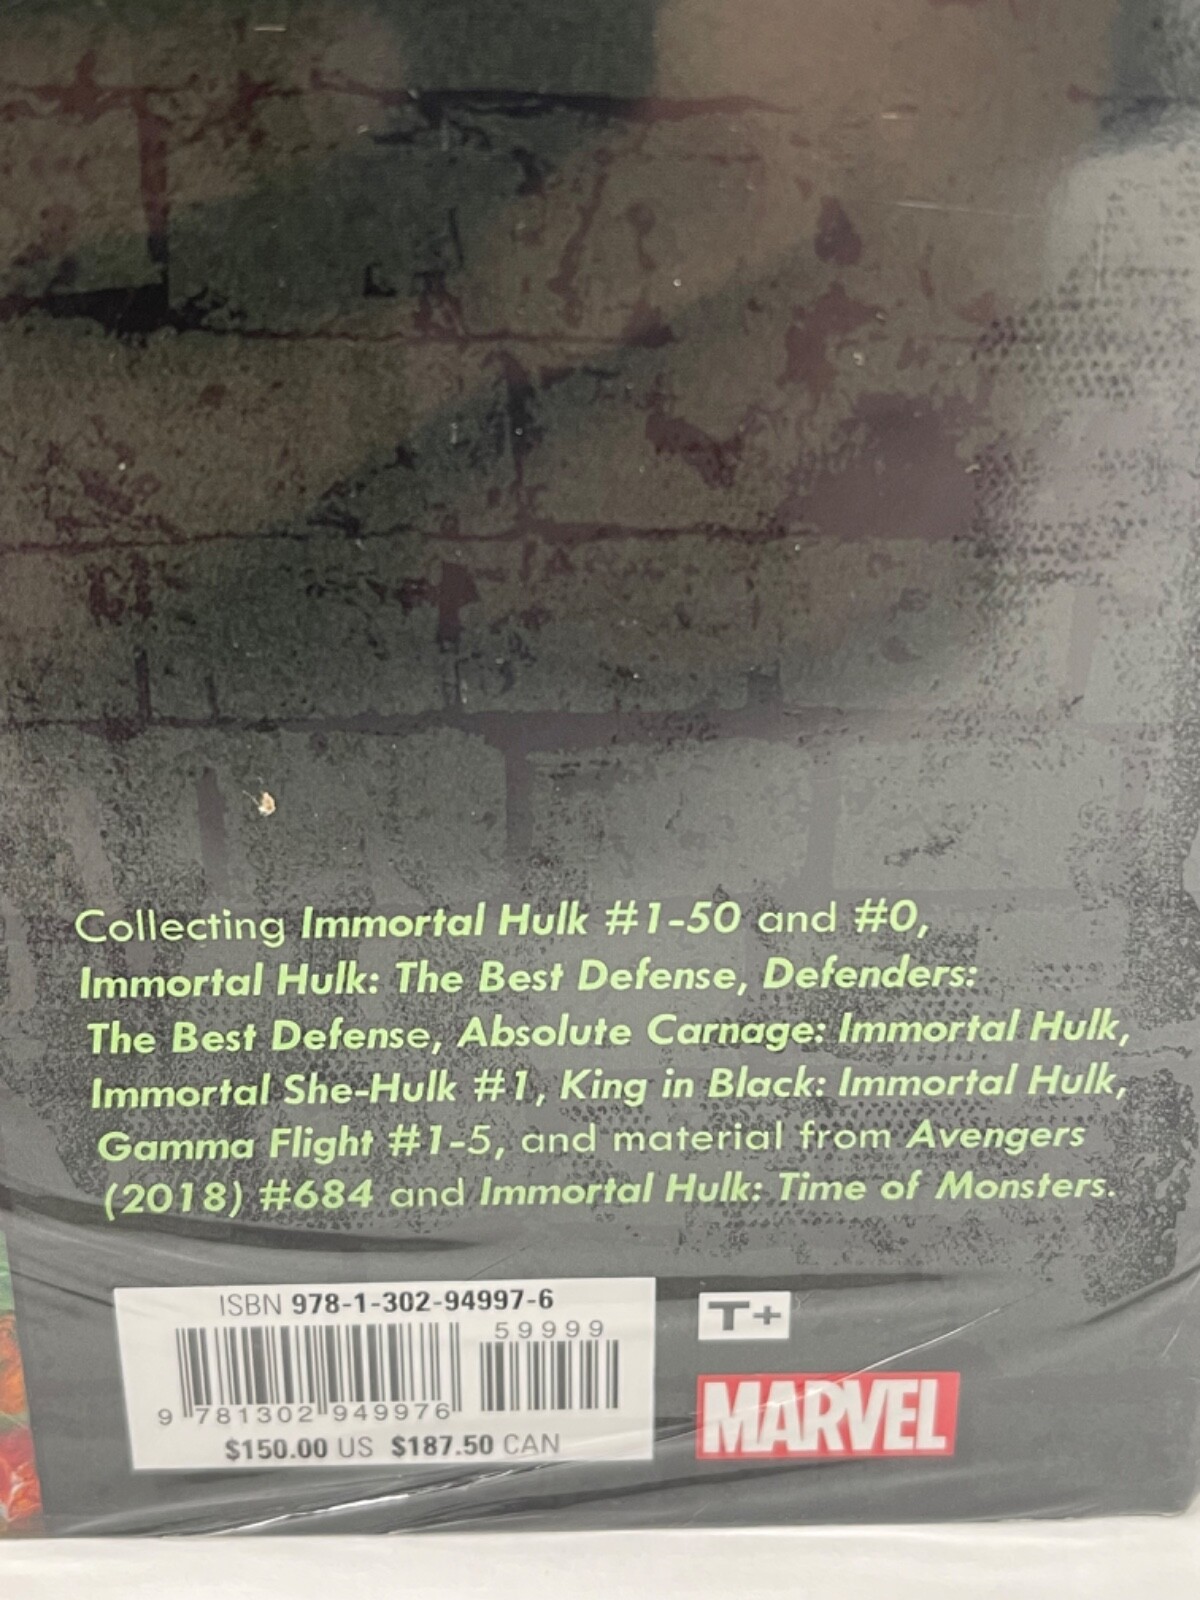 Collecting Immortal Hulk #1-50 and #0,
Immortal Hulk: The Best Defense, Defenders:
The Best Defense, Absolute Carnage: Immortal Hulk,
Immortal She-Hulk #1, King in Black: Immortal Hulk,
Gamma Flight #1-5, and material from Avengers
(2018) #684 and Immortal Hulk: Time of Monsters.
ISBN 978-1-302-94997-6
59999
9 781302 949976
$150.00 US $187.50 CAN
T+
MARVEL